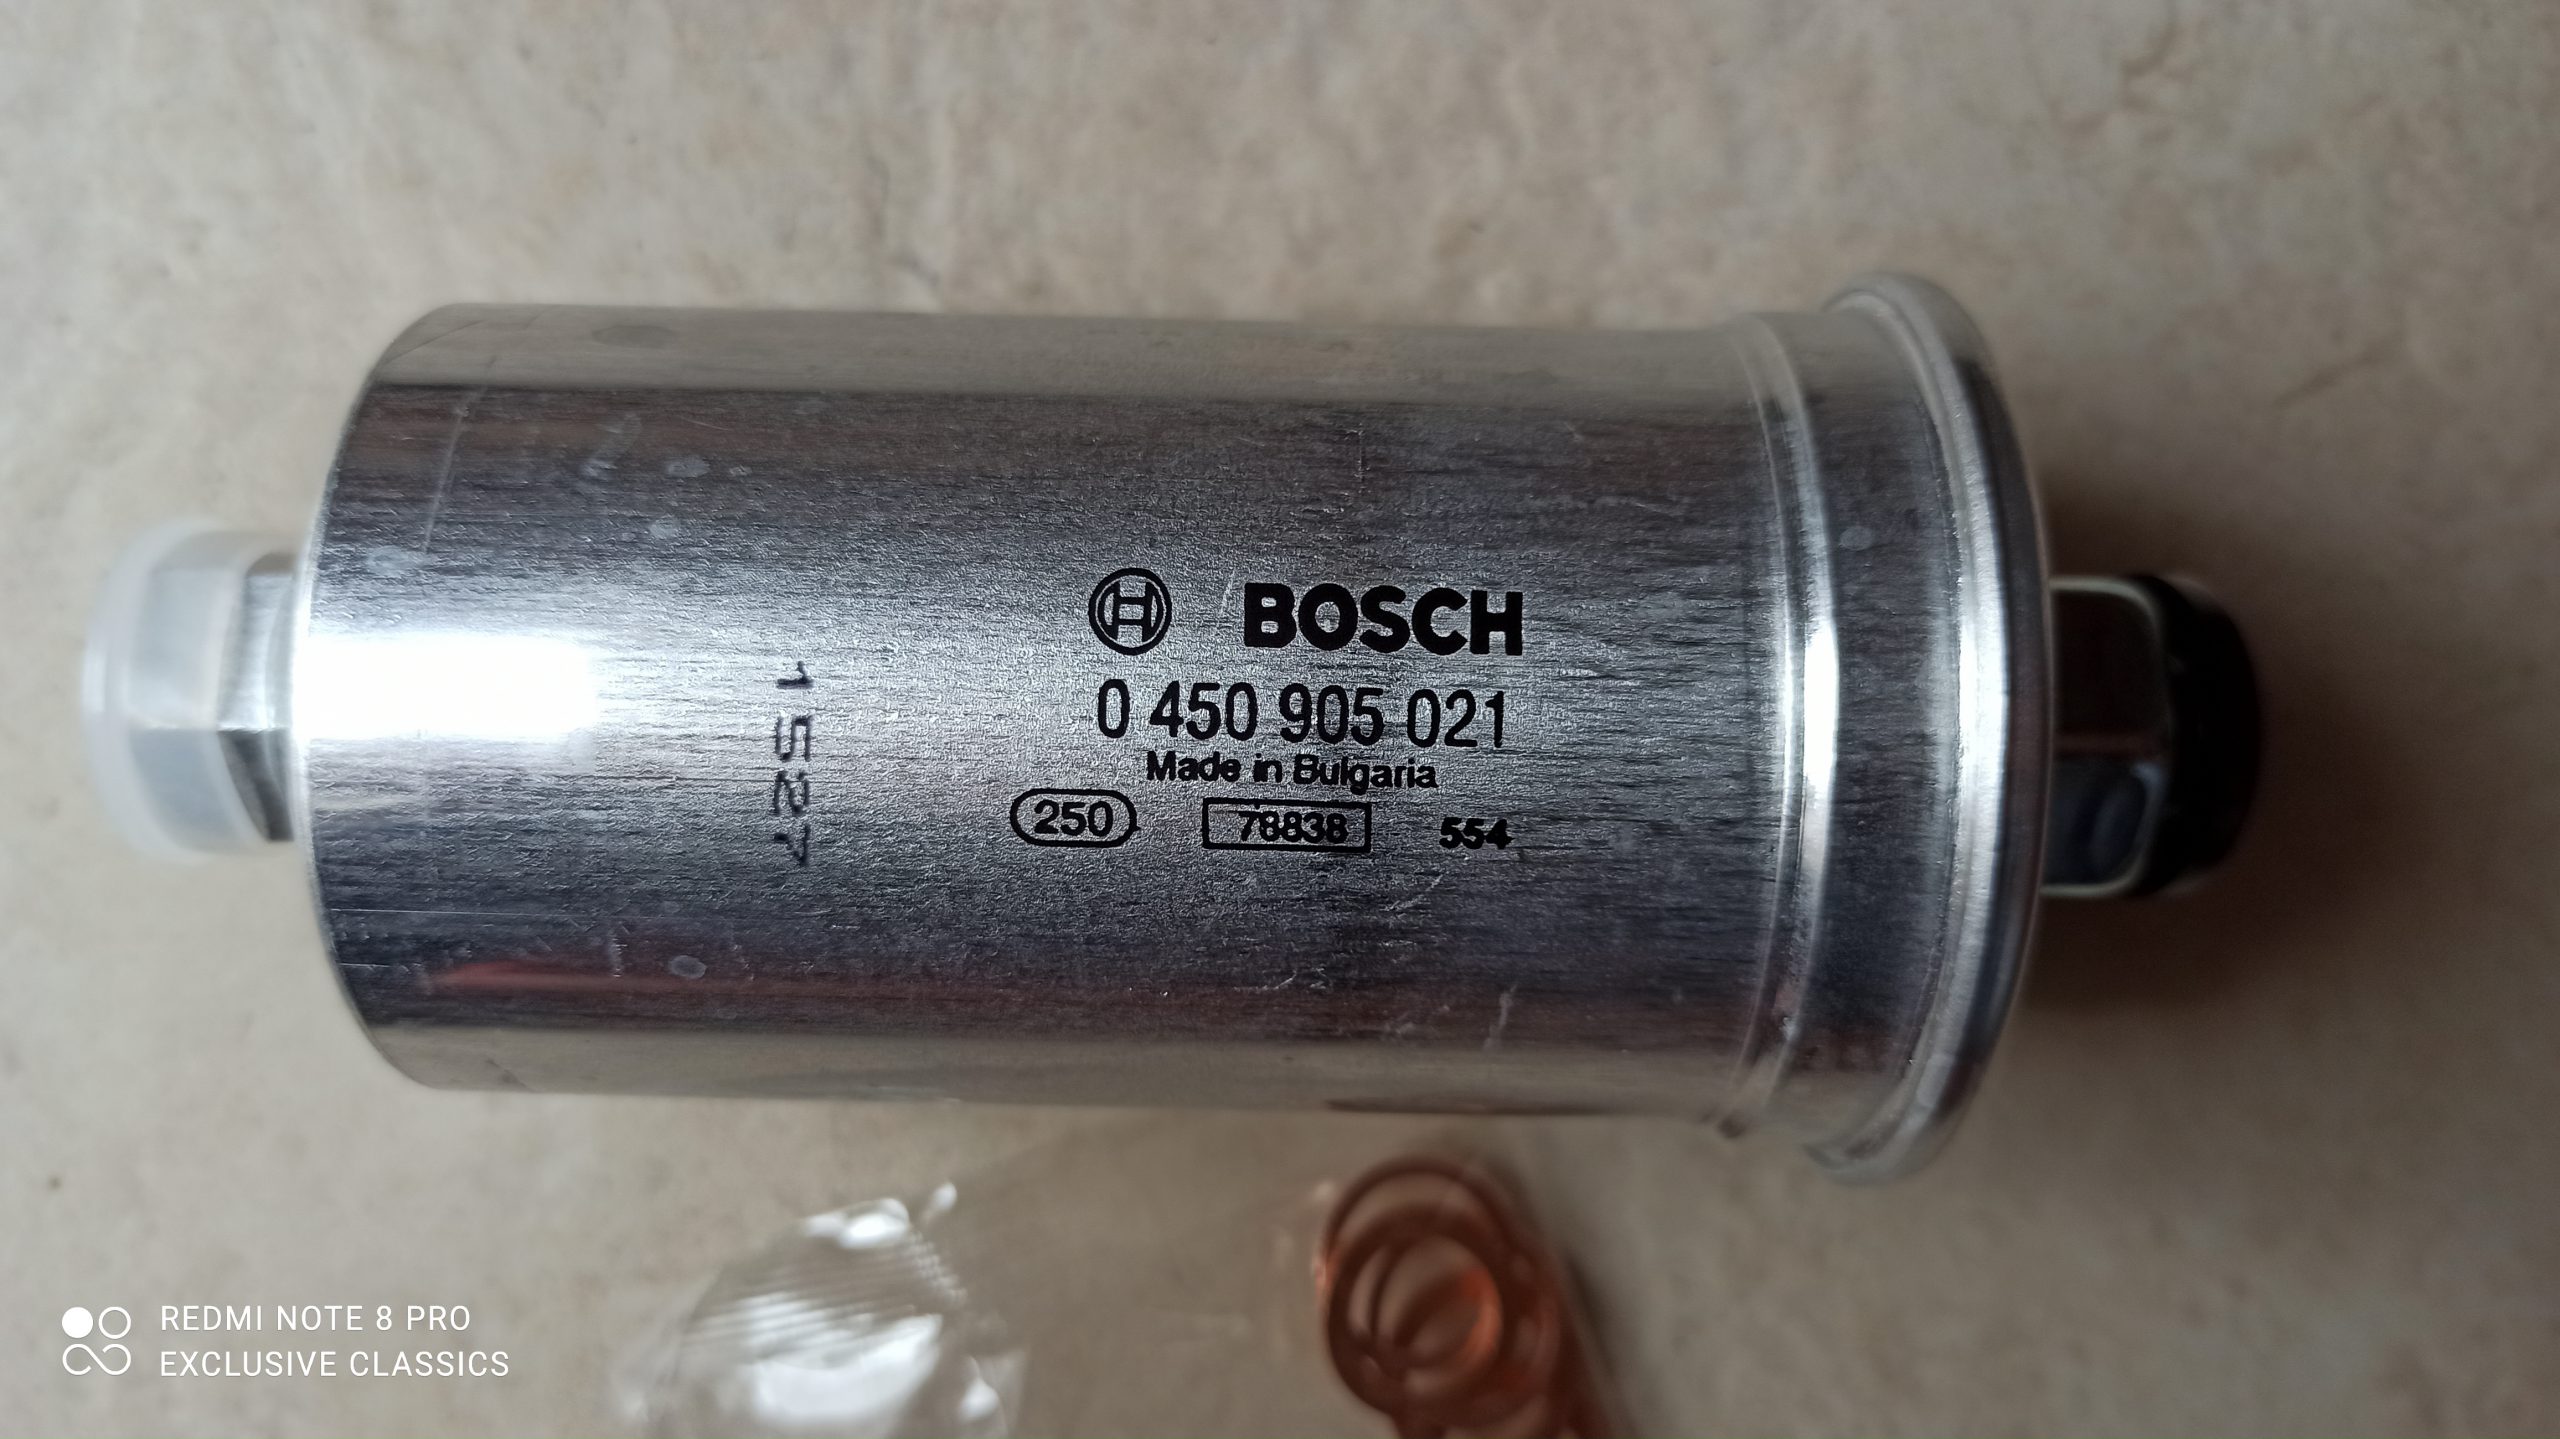 BOSCH
0 450 905 021
Made in Bulgaria
250 78838 554
1527
REDMI NOTE 8 PRO
EXCLUSIVE CLASSICS